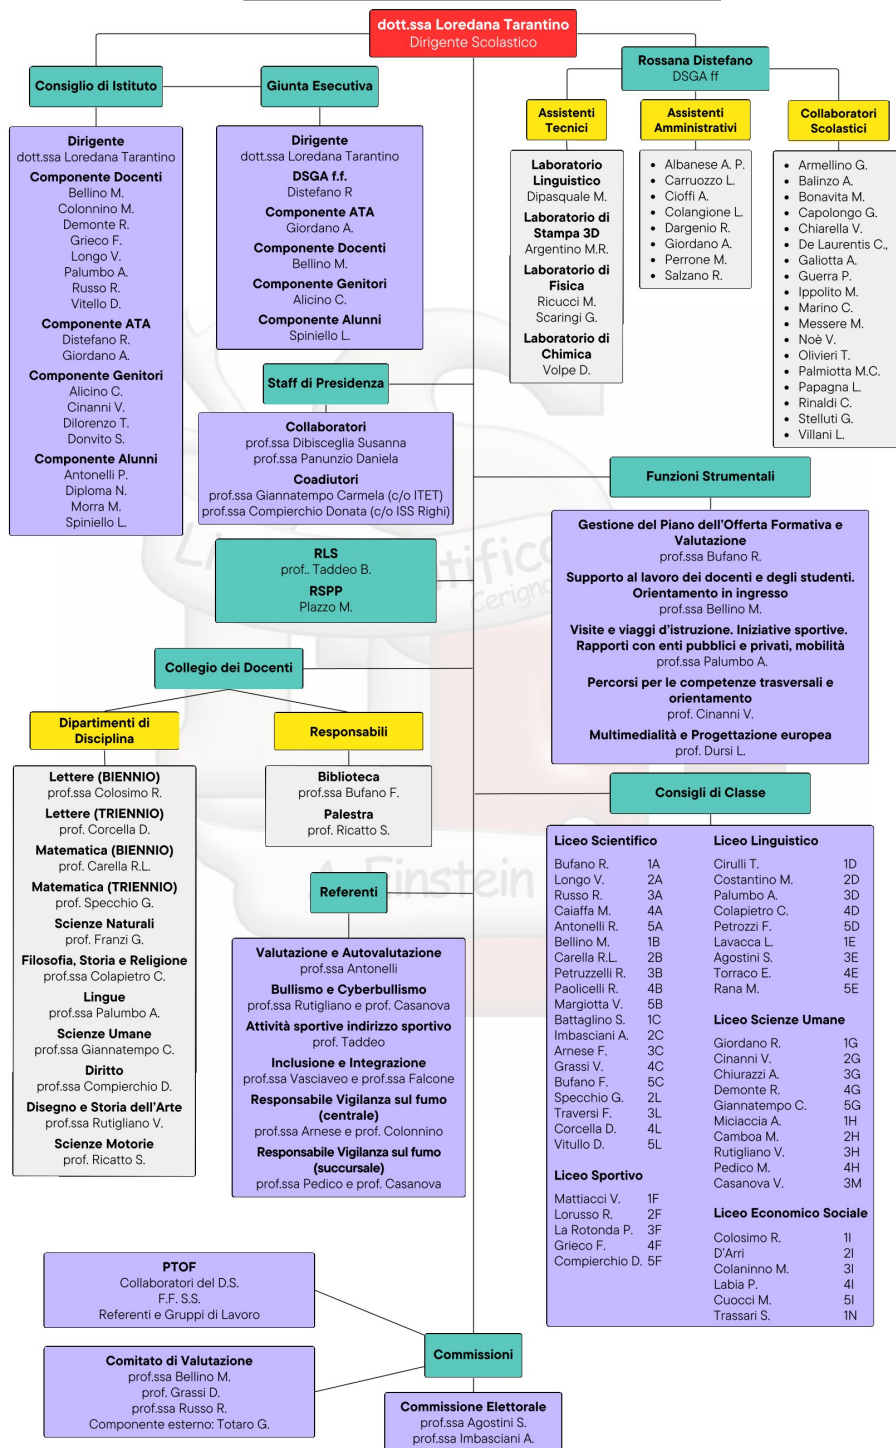 dott.ssa Loredana Tarantino
Dirigente Scolastico
Rossana Distefano
DSGA ff
Consiglio di Istituto
Giunta Esecutiva
Assistenti
Tecnici
Assistenti
Amministrativi
Collaboratori
Scolastici
Dirigente
dott.ssa Loredana Tarantino
Componente Docenti
Bellino M.
Colonnino M.
Demonte R.
Grieco F.
Longo V.
Palumbo A.
Russo R.
Vitello D.
Componente ATA
Distefano R.
Giordano A.
Componente Genitori
Alicino C.
Cinanni V.
Dilorenzo T.
Donvito S.
Componente Alunni
Antonelli P.
Diploma N.
Morra M.
Spiniello L.
Dirigente
dott.ssa Loredana Tarantino
DSGA f.f.
Distefano R
Componente ATA
Giordano A.
Componente Docenti
Bellino M.
Componente Genitori
Alicino C.
Componente Alunni
Spiniello L.
Laboratorio
Linguistico
Dipasquale M.
Laboratorio di
Stampa 3D
Argentino M.R.
Laboratorio di
Fisica
Ricucci M.
Scaringi G.
Laboratorio di
Chimica
Volpe D.
• Albanese A. P.
• Carruozzo L.
• Cioffi A.
• Colangione L.
• Dargenio R.
• Giordano A.
• Perrone M.
• Salzano R.
• Armellino G.
• Balinzo A.
• Bonavita M.
• Capolongo G.
• Chiarella V.
• De Laurentis C.,
• Galiotta A.
• Guerra P.
• Ippolito M.
• Marino C.
• Messere M.
• Noè V.
• Olivieri T.
• Palmiotta M.C.
• Papagna L.
• Rinaldi C.
• Stelluti G.
• Villani L.
Staff di Presidenza
Collaboratori
prof.ssa Dibisceglia Susanna
prof.ssa Panunzio Daniela
Coadiutori
prof.ssa Giannatempo Carmela (c/o ITET)
prof.ssa Compierchio Donata (c/o ISS Righi)
RLS
prof.. Taddeo B.
RSPP
Plazzo M.
Funzioni Strumentali
Gestione del Piano dell'Offerta Formativa e
Valutazione
prof.ssa Bufano R.
Supporto al lavoro dei docenti e degli studenti.
Orientamento in ingresso
prof.ssa Bellino M.
Visite e viaggi d'istruzione. Iniziative sportive.
Rapporti con enti pubblici e privati, mobilità
prof.ssa Palumbo A.
Percorsi per le competenze trasversali e
orientamento
prof. Cinanni V.
Multimedialità e Progettazione europea
prof. Dursi L.
Collegio dei Docenti
Dipartimenti di
Disciplina
Responsabili
Lettere (BIENNIO)
prof.ssa Colosimo R.
Lettere (TRIENNIO)
prof. Corcella D.
Matematica (BIENNIO)
prof. Carella R.L.
Matematica (TRIENNIO)
prof. Specchio G.
Scienze Naturali
prof. Franzi G.
Filosofia, Storia e Religione
prof.ssa Colapietro C.
Lingue
prof.ssa Palumbo A.
Scienze Umane
prof.ssa Giannatempo C.
Diritto
prof.ssa Compierchio D.
Disegno e Storia dell'Arte
prof.ssa Rutigliano V.
Scienze Motorie
prof. Ricatto S.
Biblioteca
prof.ssa Bufano F.
Palestra
prof. Ricatto S.
Referenti
Valutazione e Autovalutazione
prof.ssa Antonelli
Bullismo e Cyberbullismo
prof.ssa Rutigliano e prof. Casanova
Attività sportive indirizzo sportivo
prof. Taddeo
Inclusione e Integrazione
prof.ssa Vasciaveo e prof.ssa Falcone
Responsabile Vigilanza sul fumo
(centrale)
prof.ssa Arnese e prof. Colonnino
Responsabile Vigilanza sul fumo
(succursale)
prof.ssa Pedico e prof. Casanova
Consigli di Classe
Liceo Scientifico
Bufano R. 1A
Longo V. 2A
Russo R. 3A
Caiaffa M. 4A
Antonelli R. 5A
Bellino M. 1B
Carella R.L. 2B
Petruzzelli R. 3B
Paolicelli R. 4B
Margiotta V. 5B
Battaglino S. 1C
Imbasciani A. 2C
Arnese F. 3C
Grassi V. 4C
Bufano F. 5C
Specchio G. 2L
Traversi F. 3L
Corcella D. 4L
Vitullo D. 5L
Liceo Sportivo
Mattiacci V. 1F
Lorusso R. 2F
La Rotonda P. 3F
Grieco F. 4F
Compierchio D. 5F
Liceo Linguistico
Cirulli T. 1D
Costantino M. 2D
Palumbo A. 3D
Colapietro C. 4D
Petrozzi F. 5D
Lavacca L. 1E
Agostini S. 3E
Torraco E. 4E
Rana M. 5E
Liceo Scienze Umane
Giordano R. 1G
Cinanni V. 2G
Chiurazzi A. 3G
Demonte R. 4G
Giannatempo C. 5G
Miciaccia A. 1H
Camboa M. 2H
Rutigliano V. 3H
Pedico M. 4H
Casanova V. 3M
Liceo Economico Sociale
Colosimo R. 1I
D'Arri 2I
Colaninno M. 3I
Labia P. 4I
Cuocci M. 5I
Trassari S. 1N
PTOF
Collaboratori del D.S.
F.F. S.S.
Referenti e Gruppi di Lavoro
Comitato di Valutazione
prof.ssa Bellino M.
prof. Grassi D.
prof.ssa Russo R.
Componente esterno: Totaro G.
Commissioni
Commissione Elettorale
prof.ssa Agostini S.
prof.ssa Imbasciani A.
A. Einstein